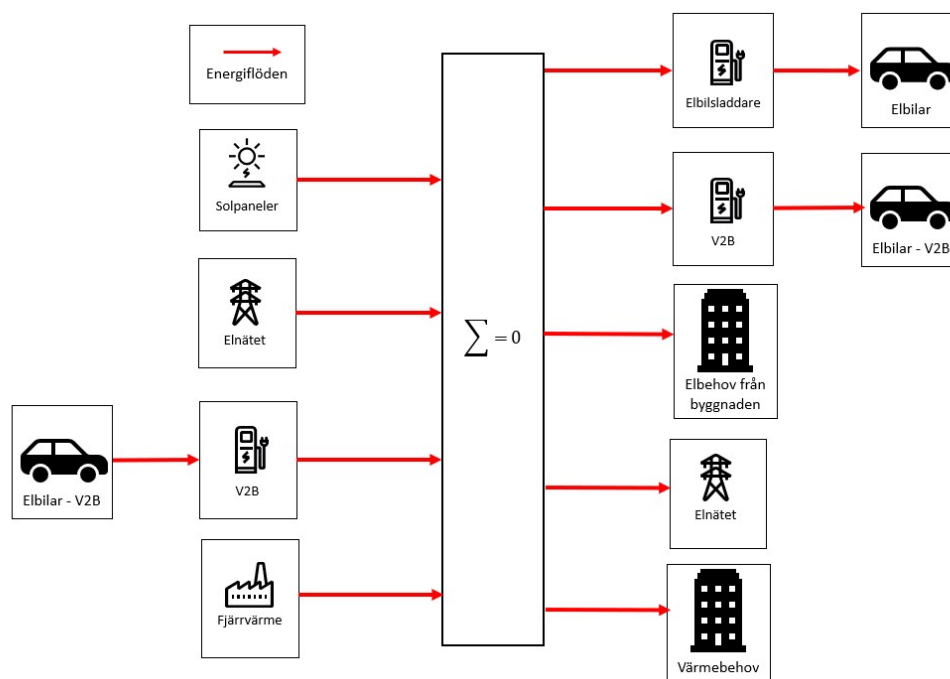 Energiflöden
Solpaneler
Elnätet
Elbilar - V2B
V2B
Fjärrvärme
∑ = 0
Elbilsladdare
Elbilar
V2B
Elbilar - V2B
Elbehov från
byggnaden
Elnätet
Värmebehov